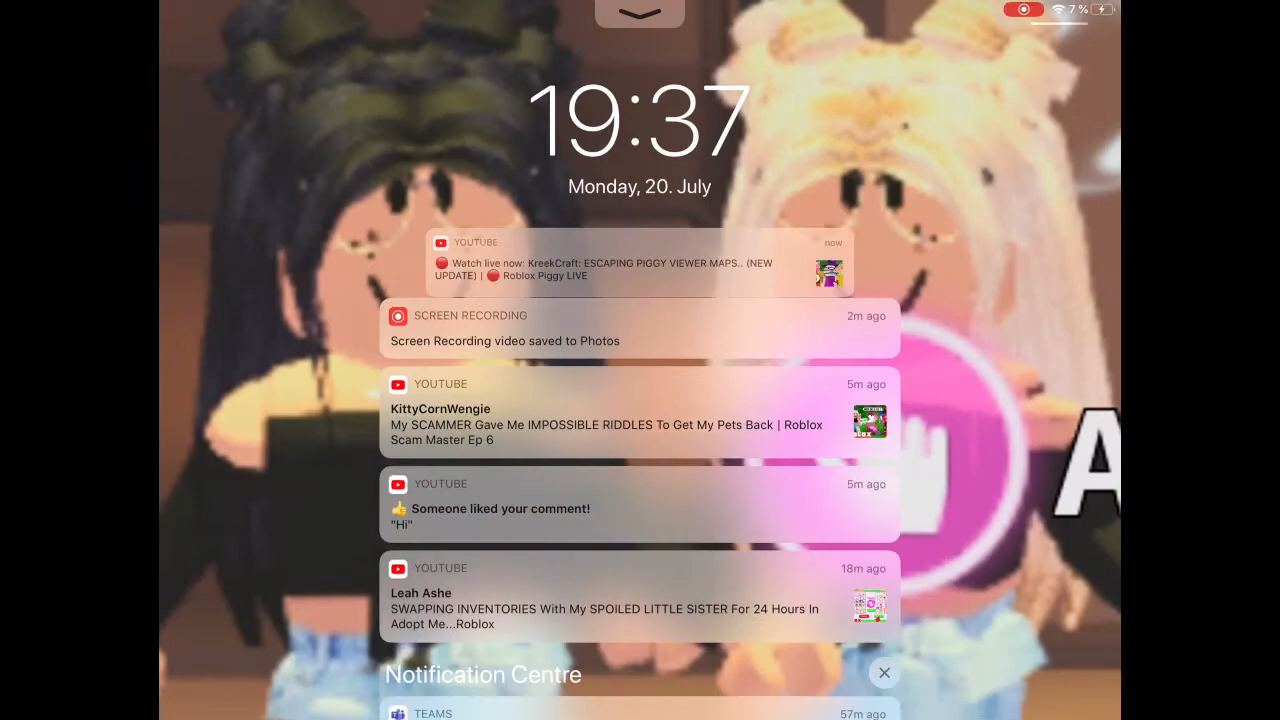 7 %
19:37
Monday, 20. July
YOUTUBE
now
🔴 Watch live now: KreekCraft: ESCAPING PIGGY VIEWER MAPS.. (NEW
UPDATE) | 🔴 Roblox Piggy LIVE
SCREEN RECORDING
2m ago
Screen Recording video saved to Photos
YOUTUBE
5m ago
KittyCornWengie
My SCAMMER Gave Me IMPOSSIBLE RIDDLES To Get My Pets Back | Roblox
Scam Master Ep 6
YOUTUBE
5m ago
👍 Someone liked your comment!
"Hi"
YOUTUBE
18m ago
Leah Ashe
SWAPPING INVENTORIES With My SPOILED LITTLE SISTER For 24 Hours In
Adopt Me...Roblox
A
Notification Centre
TEAMS
57m ago